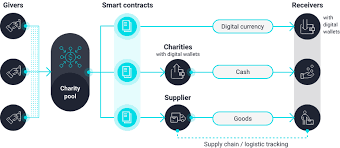 Givers
Smart contracts
Receivers
with
digital
wallets
Digital currency
Charities
with digital wallets
Cash
Charity
pool
Supplier
Goods
Supply chain / logistic tracking